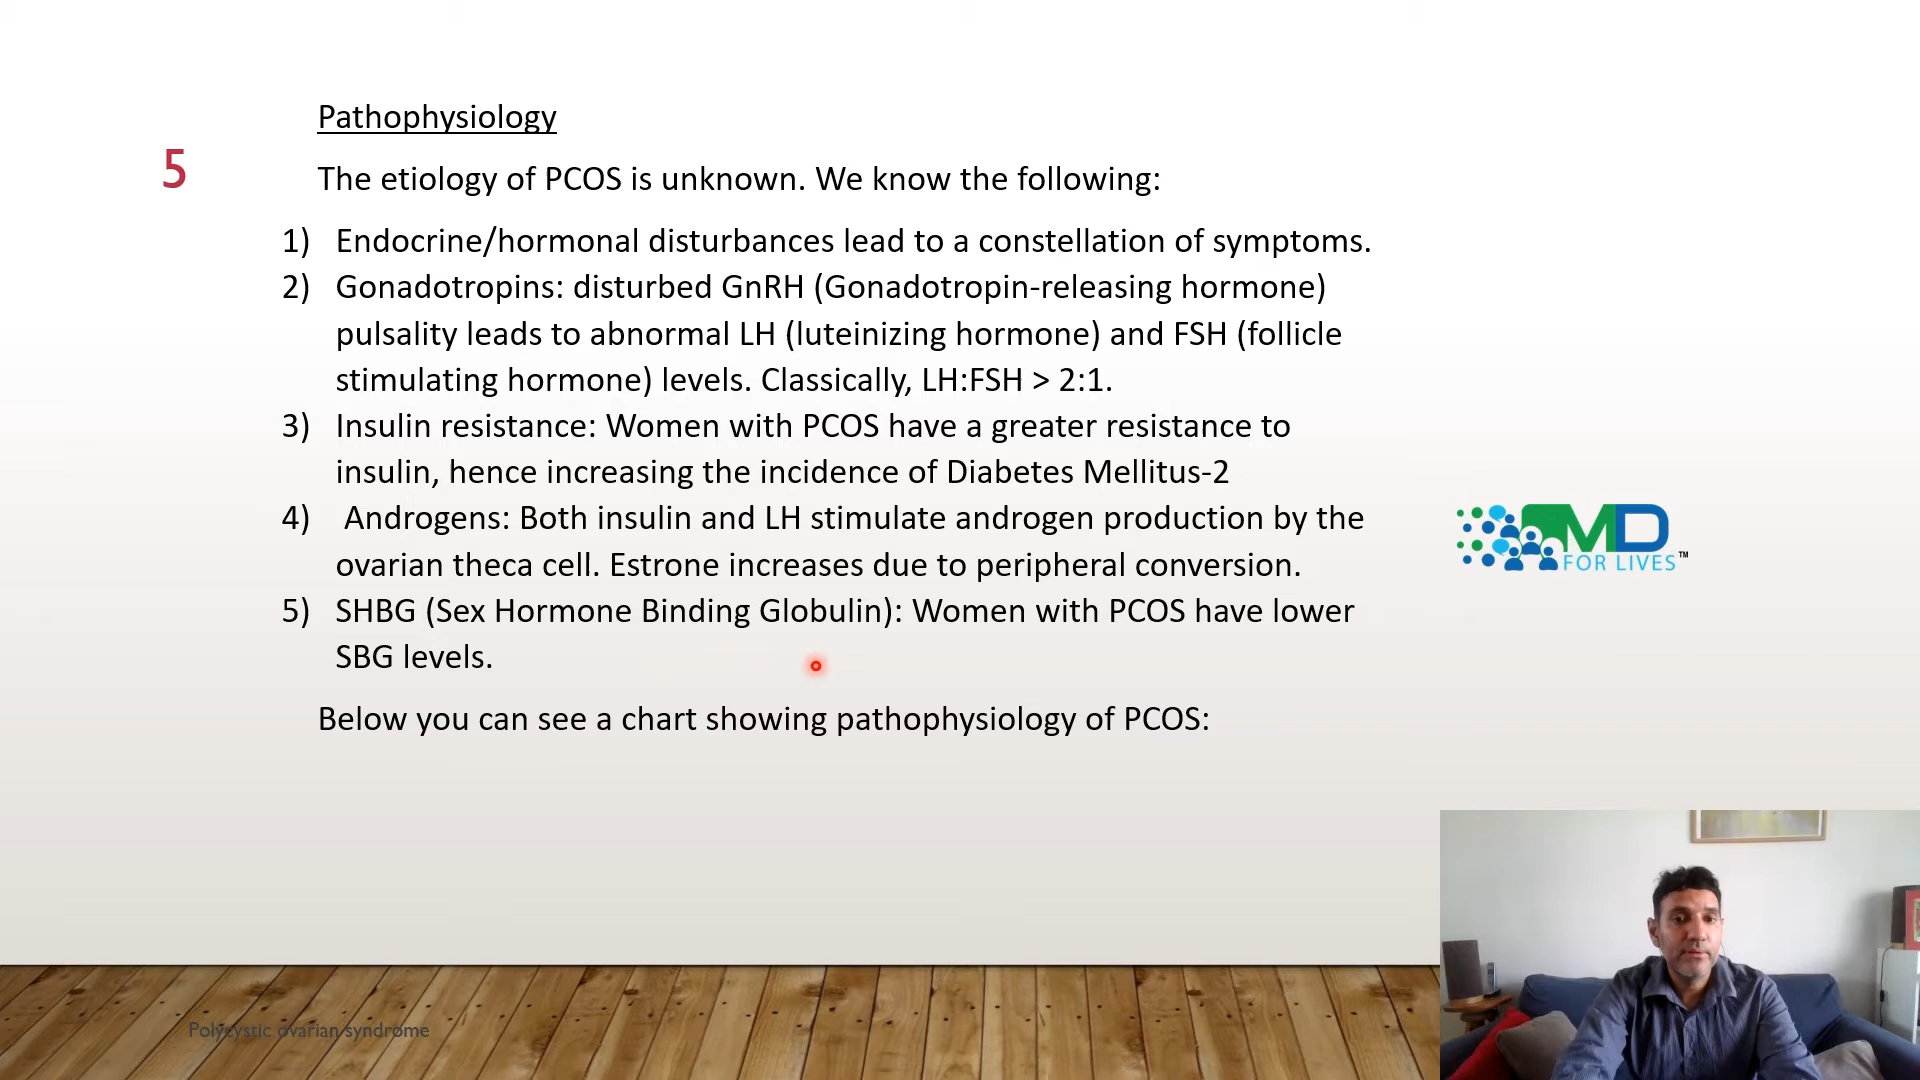 Pathophysiology
5
The etiology of PCOS is unknown. We know the following:
1) Endocrine/hormonal disturbances lead to a constellation of symptoms.
2) Gonadotropins: disturbed GnRH (Gonadotropin-releasing hormone)
pulsality leads to abnormal LH (luteinizing hormone) and FSH (follicle
stimulating hormone) levels. Classically, LH:FSH > 2:1.
3) Insulin resistance: Women with PCOS have a greater resistance to
insulin, hence increasing the incidence of Diabetes Mellitus-2
4) Androgens: Both insulin and LH stimulate androgen production by the
ovarian theca cell. Estrone increases due to peripheral conversion.
5) SHBG (Sex Hormone Binding Globulin): Women with PCOS have lower
SBG levels.
Below you can see a chart showing pathophysiology of PCOS:
MD
FOR LIVES™
Polycystic ovarian syndrome